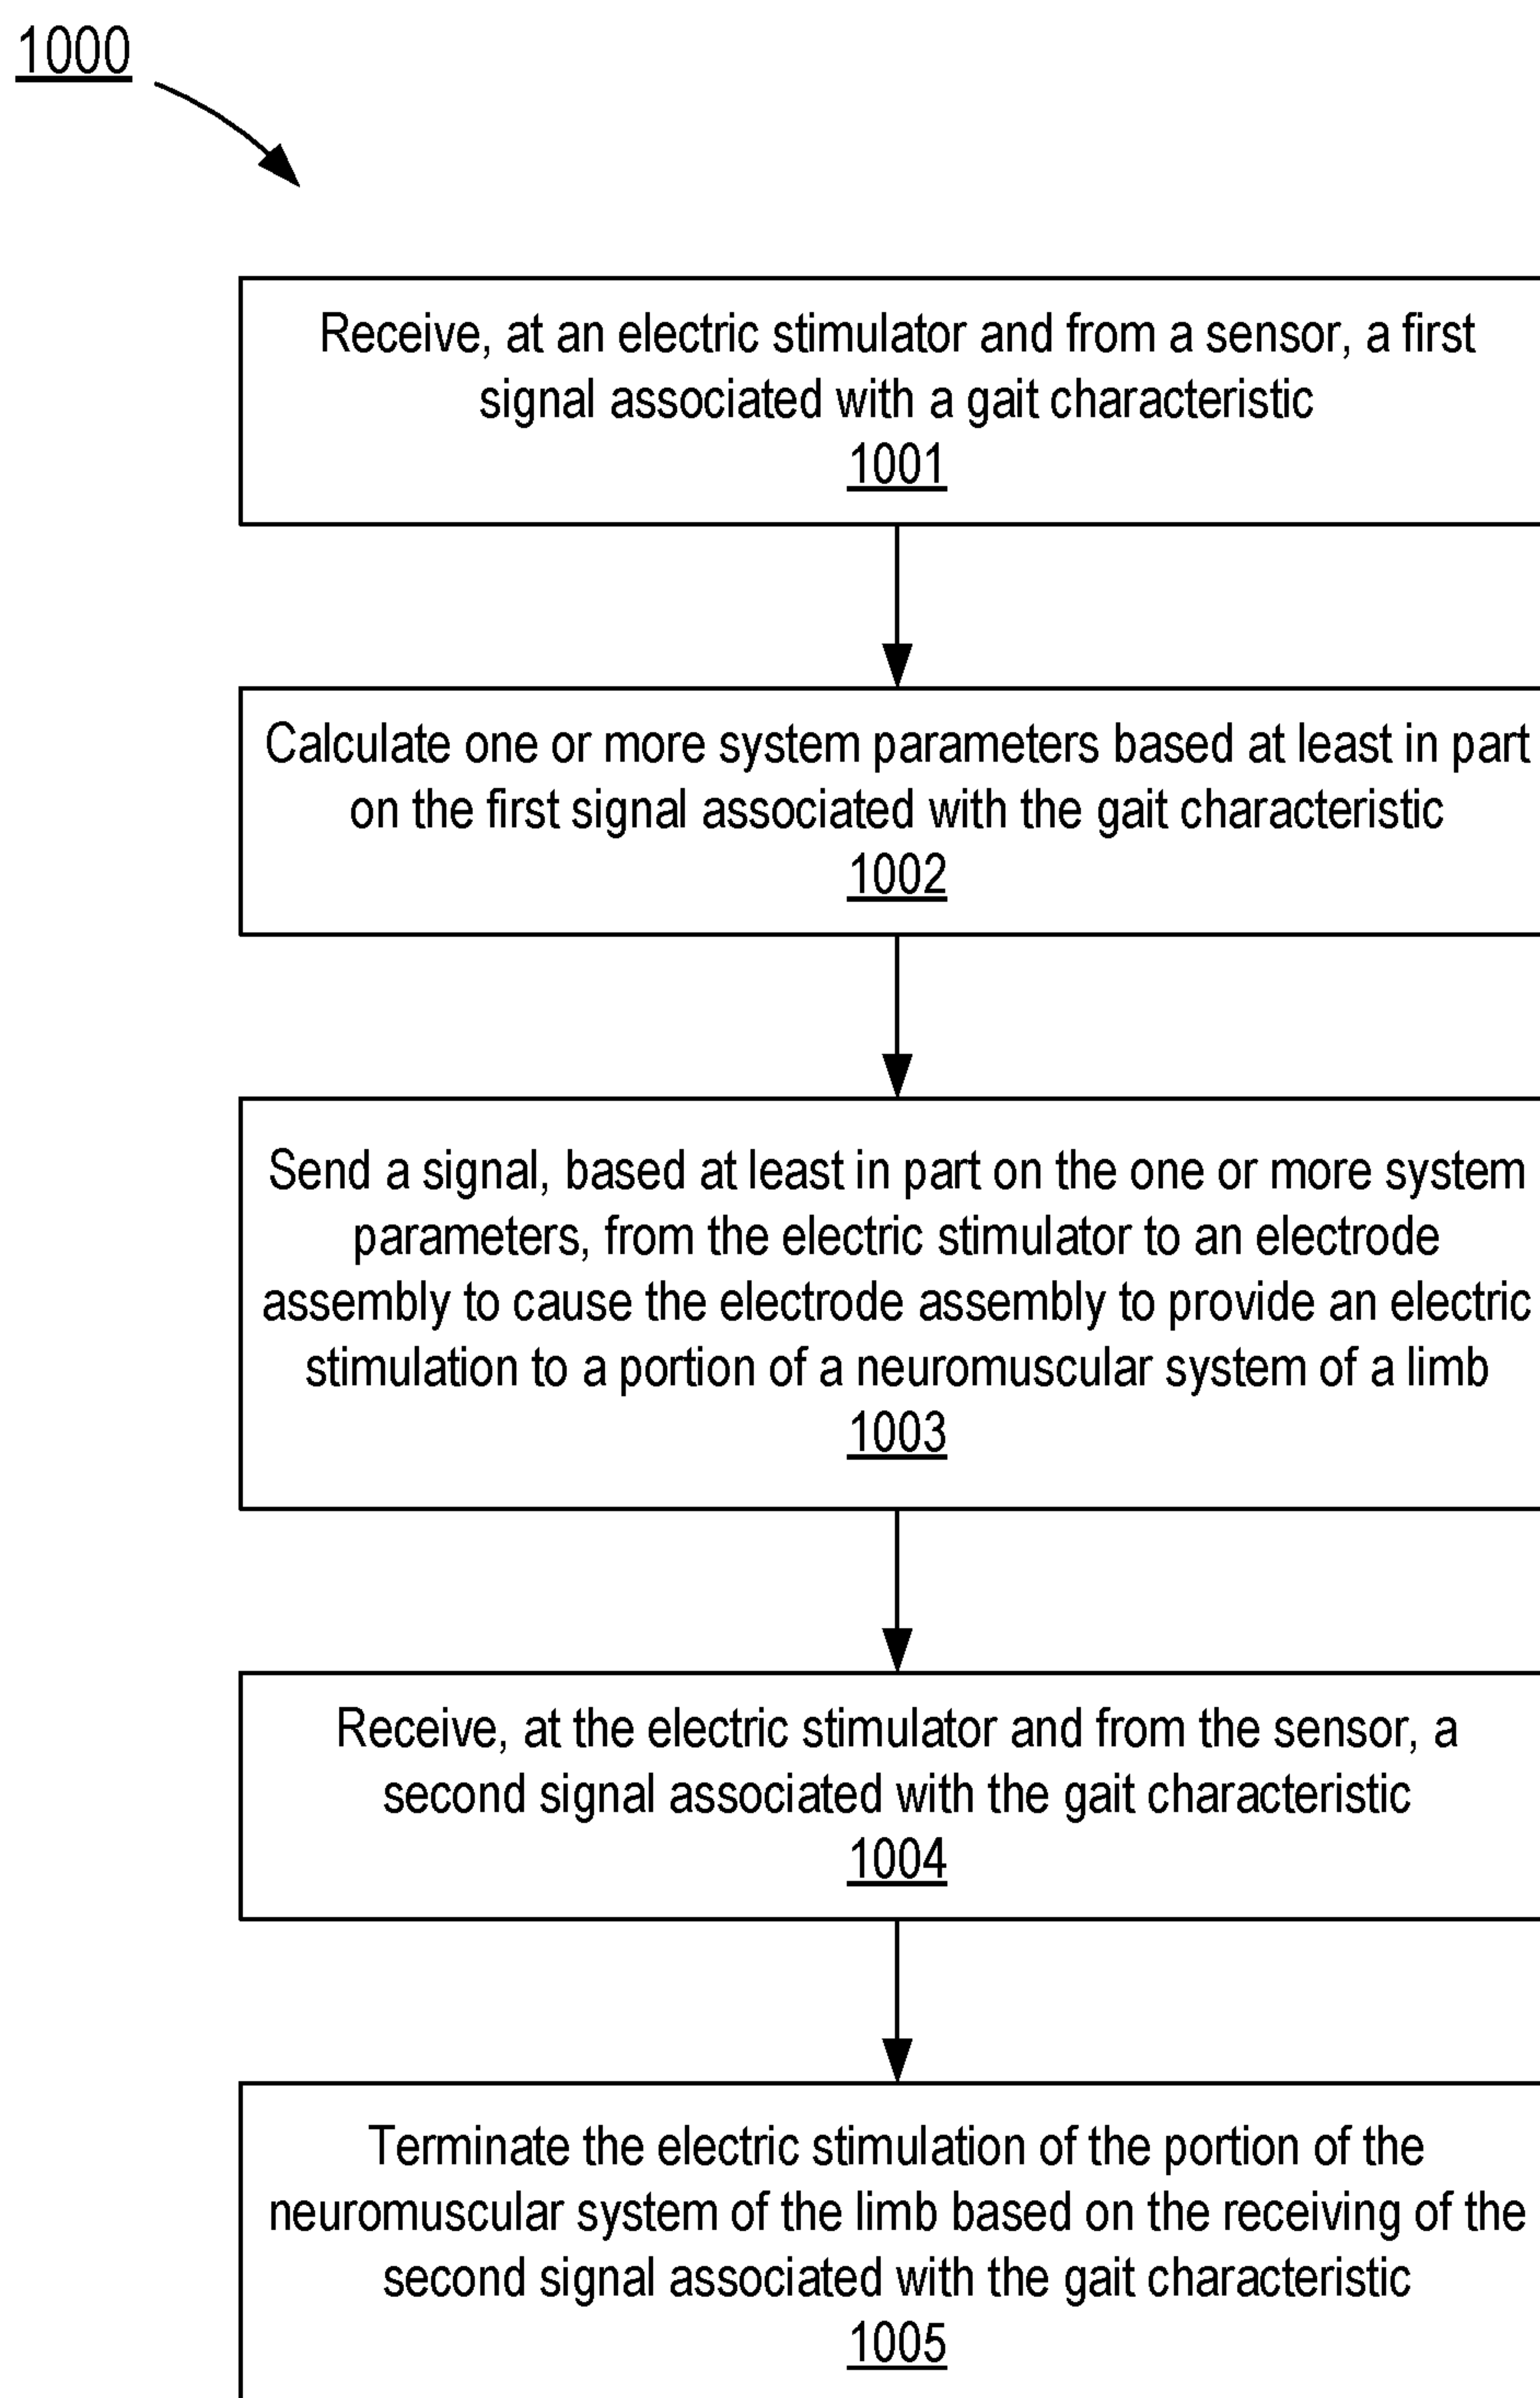 1000
Receive, at an electric stimulator and from a sensor, a first
signal associated with a gait characteristic
1001
Calculate one or more system parameters based at least in part
on the first signal associated with the gait characteristic
1002
Send a signal, based at least in part on the one or more system
parameters, from the electric stimulator to an electrode
assembly to cause the electrode assembly to provide an electric
stimulation to a portion of a neuromuscular system of a limb
1003
Receive, at the electric stimulator and from the sensor, a
second signal associated with the gait characteristic
1004
Terminate the electric stimulation of the portion of the
neuromuscular system of the limb based on the receiving of the
second signal associated with the gait characteristic
1005